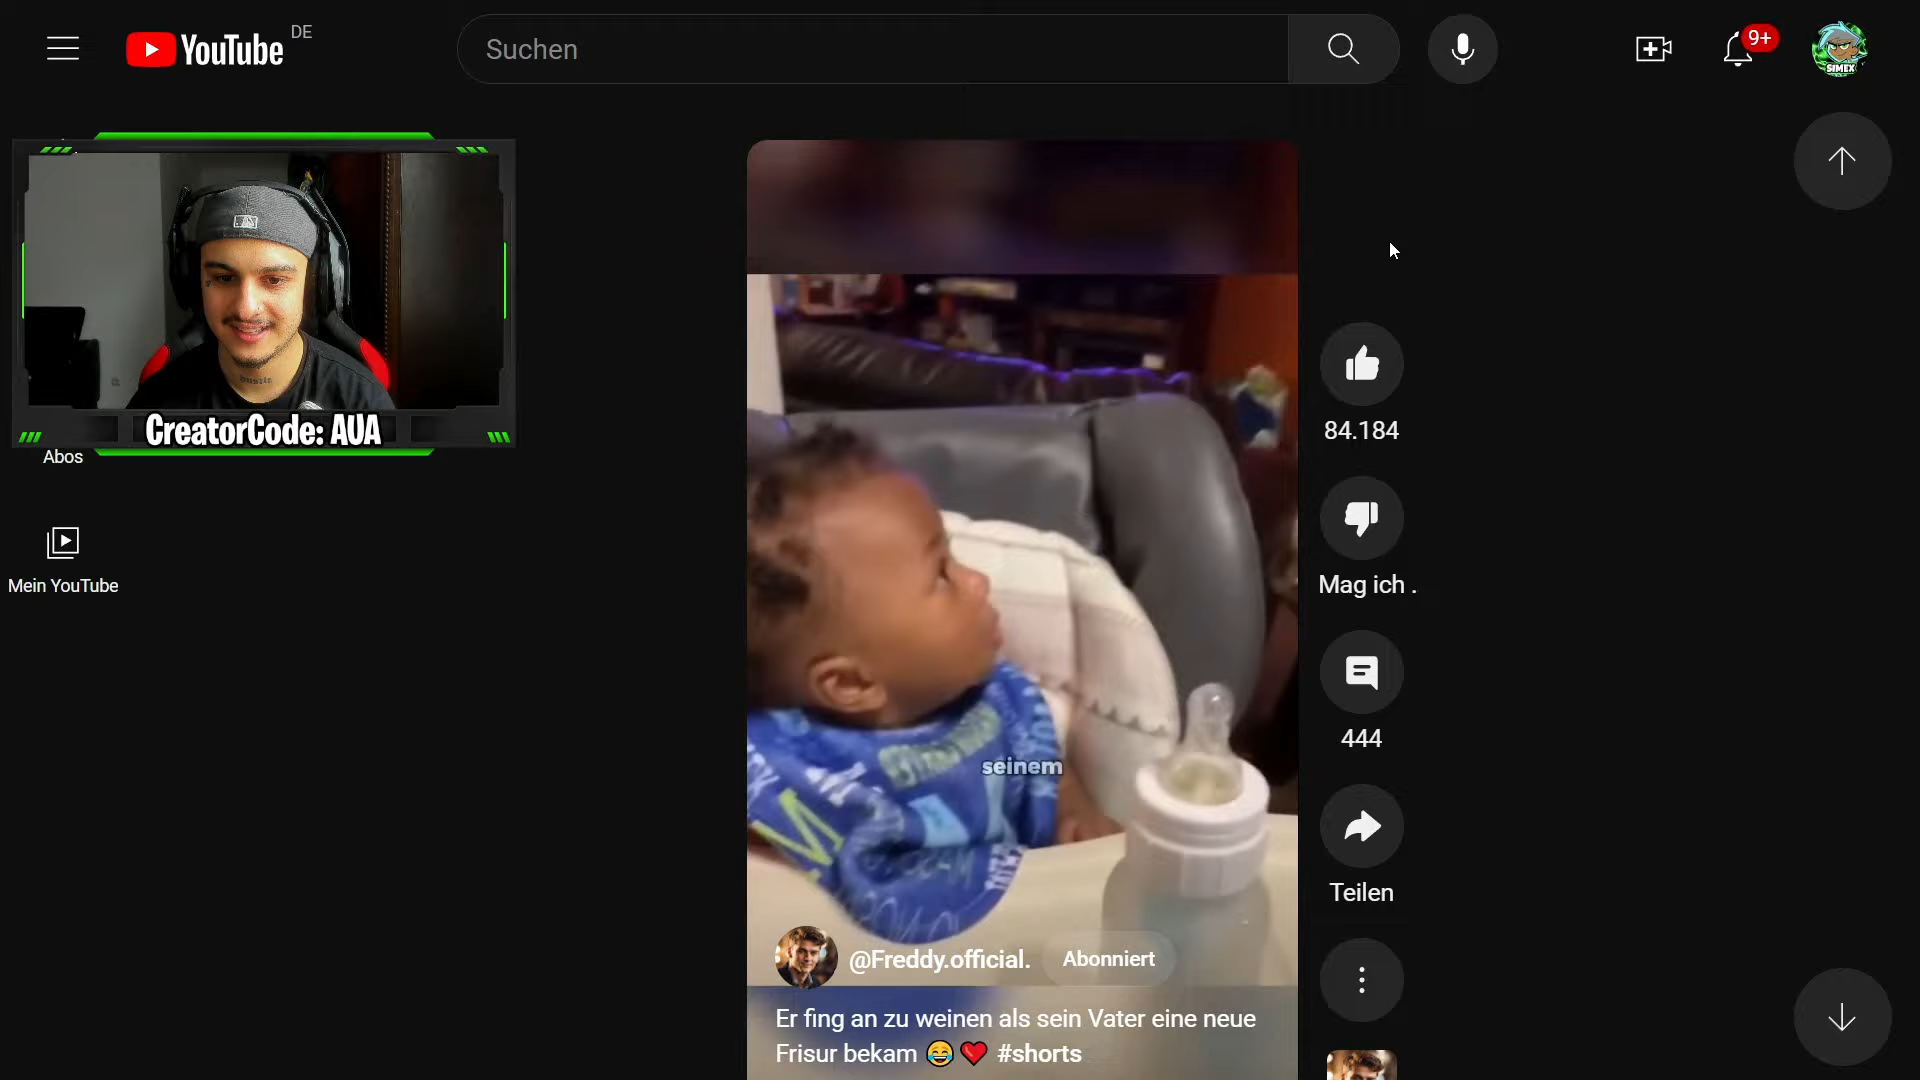 YouTube DE
Suchen
9+
SIMEX
CreatorCode: AUA
Abos
Mein YouTube
84.184
Mag ich .
444
Teilen
seinem
@Freddy.official.
Abonniert
Er fing an zu weinen als sein Vater eine neue
Frisur bekam 😂❤️ #shorts